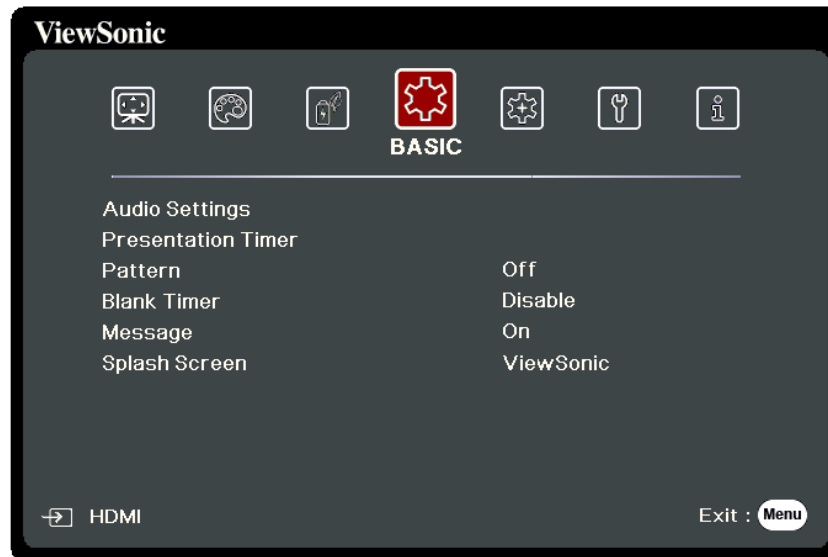 ViewSonic
BASIC
Audio Settings
Presentation Timer
Pattern Off
Blank Timer Disable
Message On
Splash Screen ViewSonic
HDMI Exit : Menu